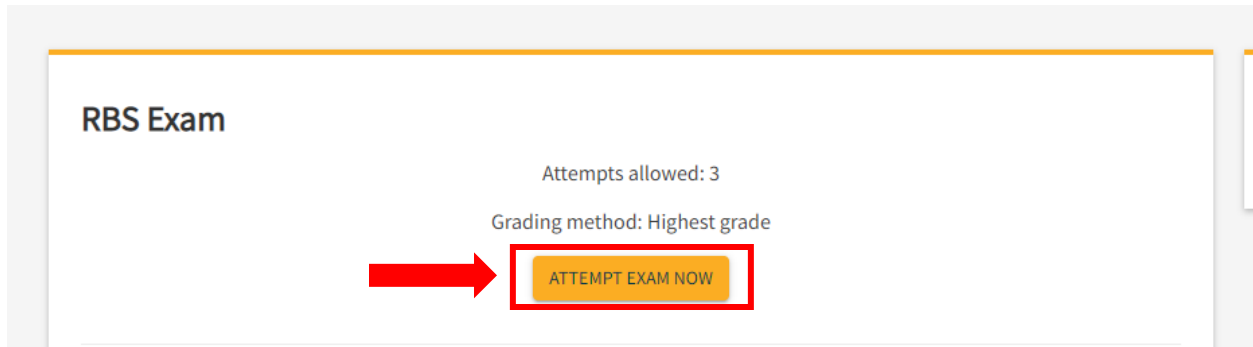 RBS Exam
Attempts allowed: 3
Grading method: Highest grade
ATTEMPT EXAM NOW